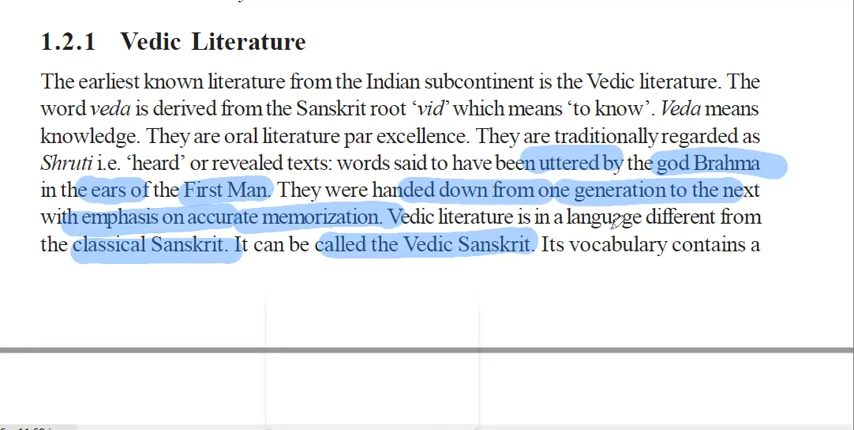 1.2.1 Vedic Literature
The earliest known literature from the Indian subcontinent is the Vedic literature. The
word veda is derived from the Sanskrit root ‘vid’ which means ‘to know’. Veda means
knowledge. They are oral literature par excellence. They are traditionally regarded as
Shruti i.e. ‘heard’ or revealed texts: words said to have been uttered by the god Brahma
in the ears of the First Man. They were handed down from one generation to the next
with emphasis on accurate memorization. Vedic literature is in a language different from
the classical Sanskrit. It can be called the Vedic Sanskrit. Its vocabulary contains a